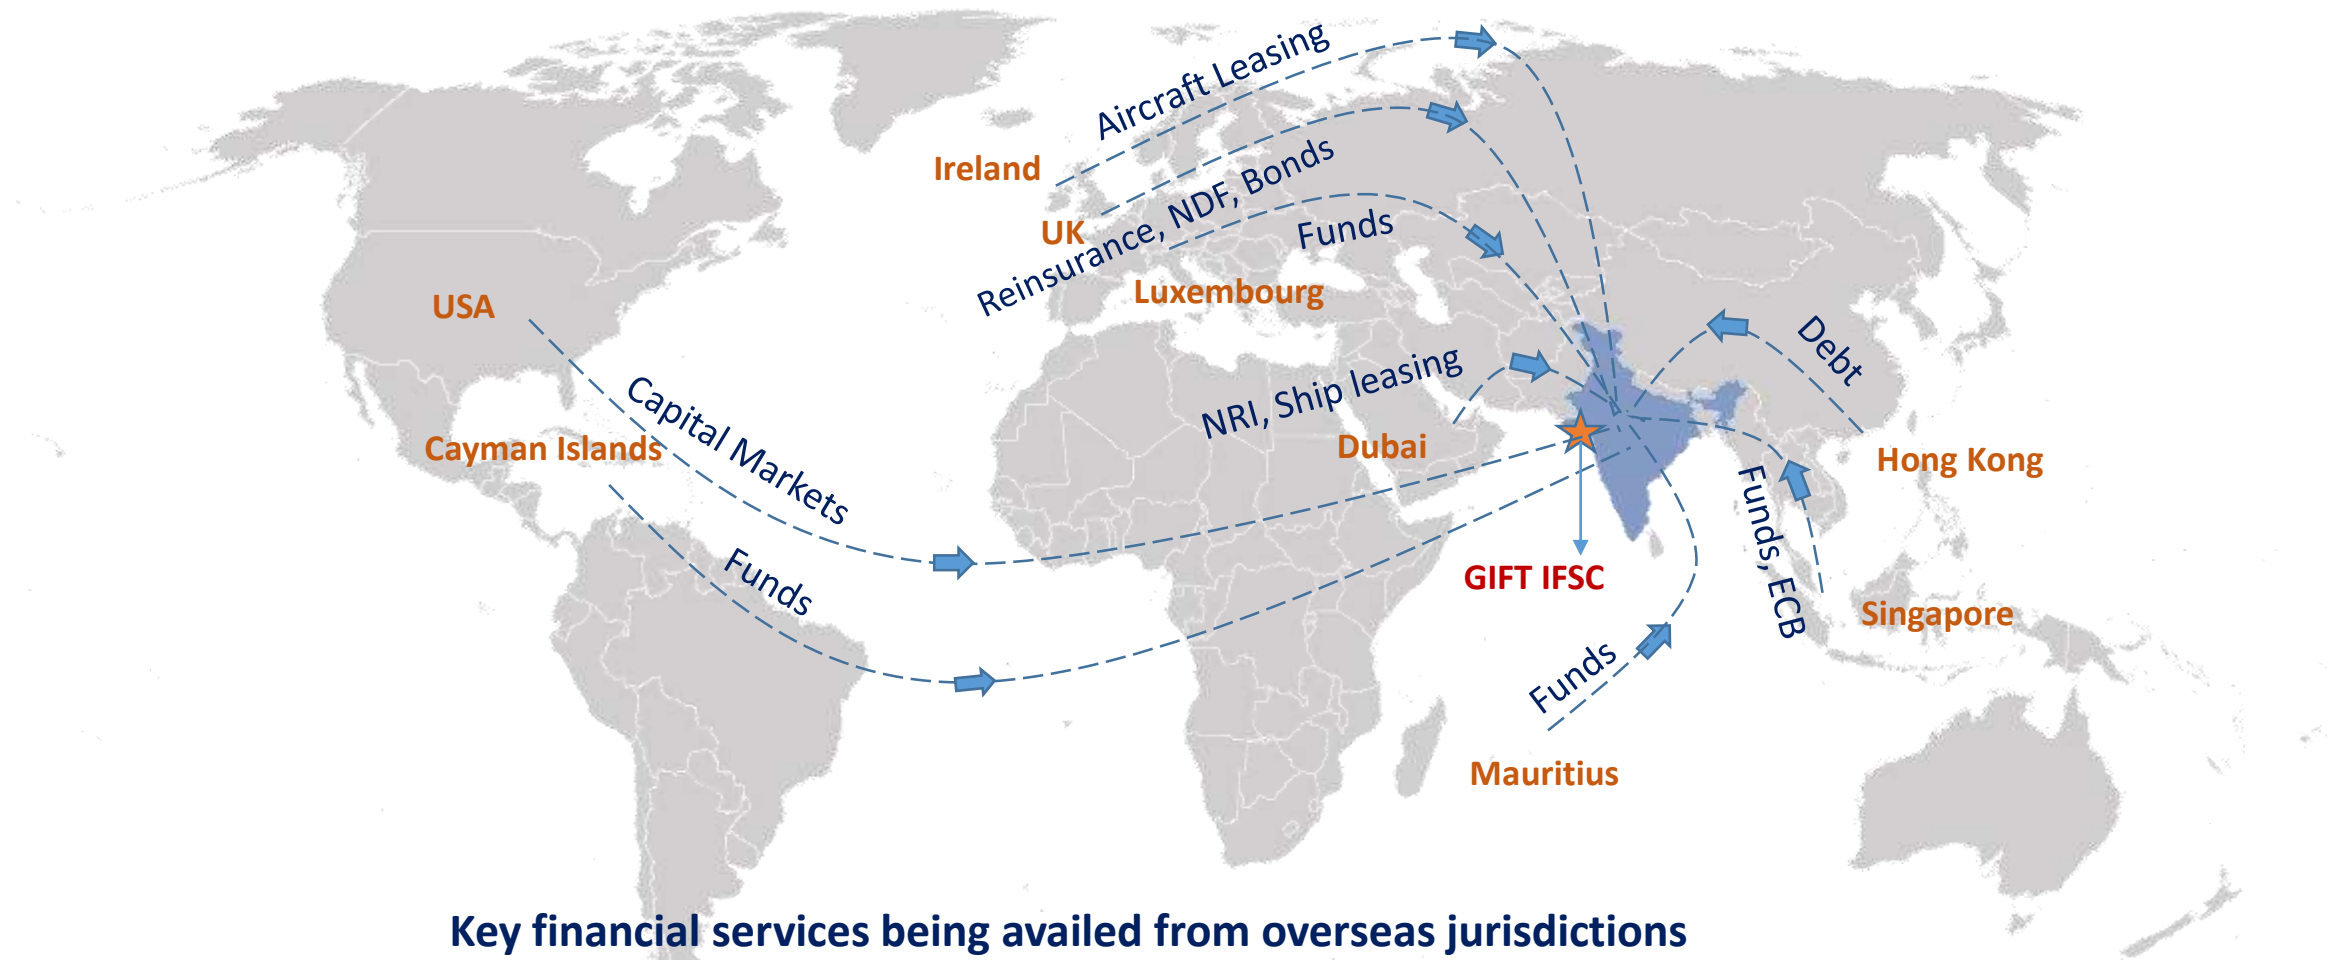 Aircraft Leasing
Ireland
Reinsurance, NDF, Bonds
UK
Funds
Luxembourg
USA
Capital Markets
Cayman Islands
Funds
NRI, Ship leasing
Dubai
Debt
Hong Kong
GIFT IFSC
Funds, ECB
Singapore
Funds
Mauritius
Key financial services being availed from overseas jurisdictions